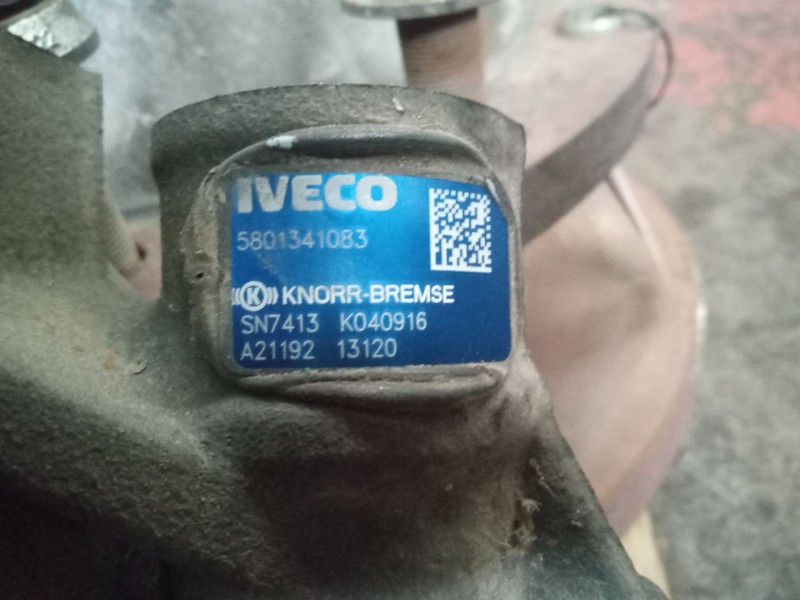 IVECO
5801341083
K KNORR-BREMSE
SN7413 K040916
A21192 13120